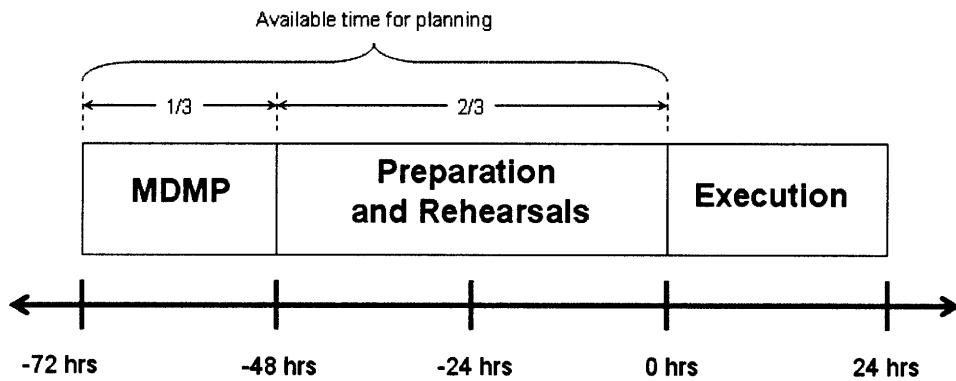 Available time for planning
1/3
2/3
MDMP
Preparation
and Rehearsals
Execution
-72 hrs
-48 hrs
-24 hrs
0 hrs
24 hrs